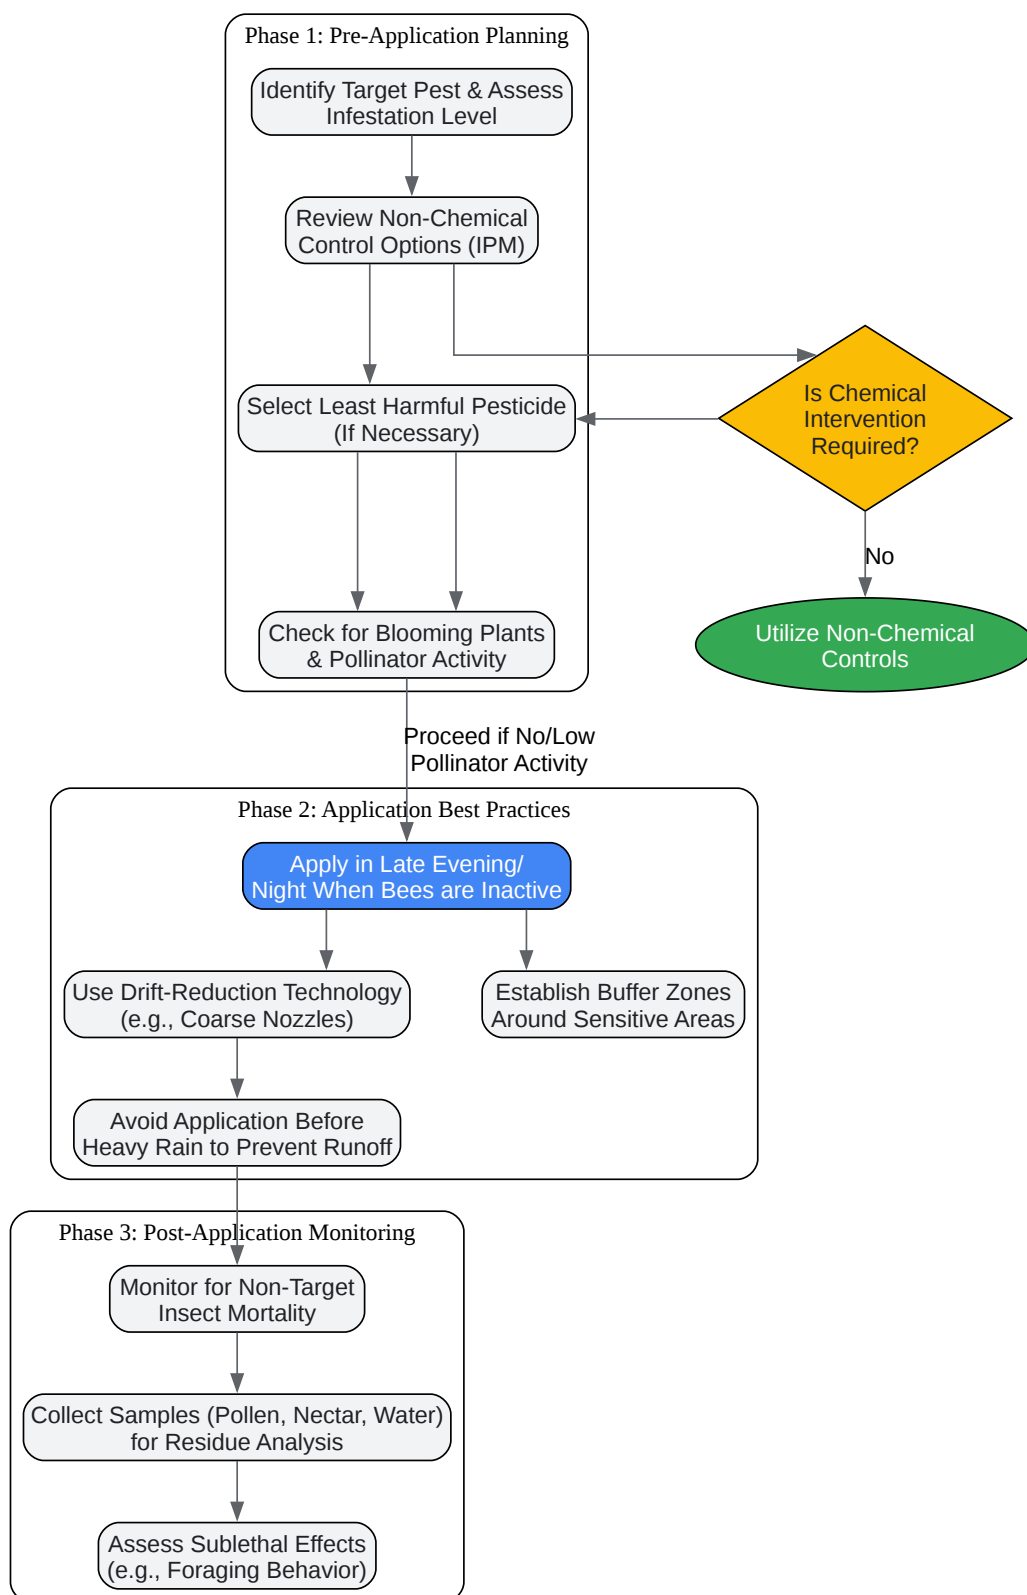 Phase 1: Pre-Application Planning
Identify Target Pest & Assess
Infestation Level
Review Non-Chemical
Control Options (IPM)
Is Chemical
Intervention
Required?
Select Least Harmful Pesticide
(If Necessary)
No
Check for Blooming Plants
& Pollinator Activity
Utilize Non-Chemical
Controls
Proceed if No/Low
Pollinator Activity
Phase 2: Application Best Practices
Apply in Late Evening/
Night When Bees are Inactive
Use Drift-Reduction Technology
(e.g., Coarse Nozzles)
Establish Buffer Zones
Around Sensitive Areas
Avoid Application Before
Heavy Rain to Prevent Runoff
Phase 3: Post-Application Monitoring
Monitor for Non-Target
Insect Mortality
Collect Samples (Pollen, Nectar, Water)
for Residue Analysis
Assess Sublethal Effects
(e.g., Foraging Behavior)